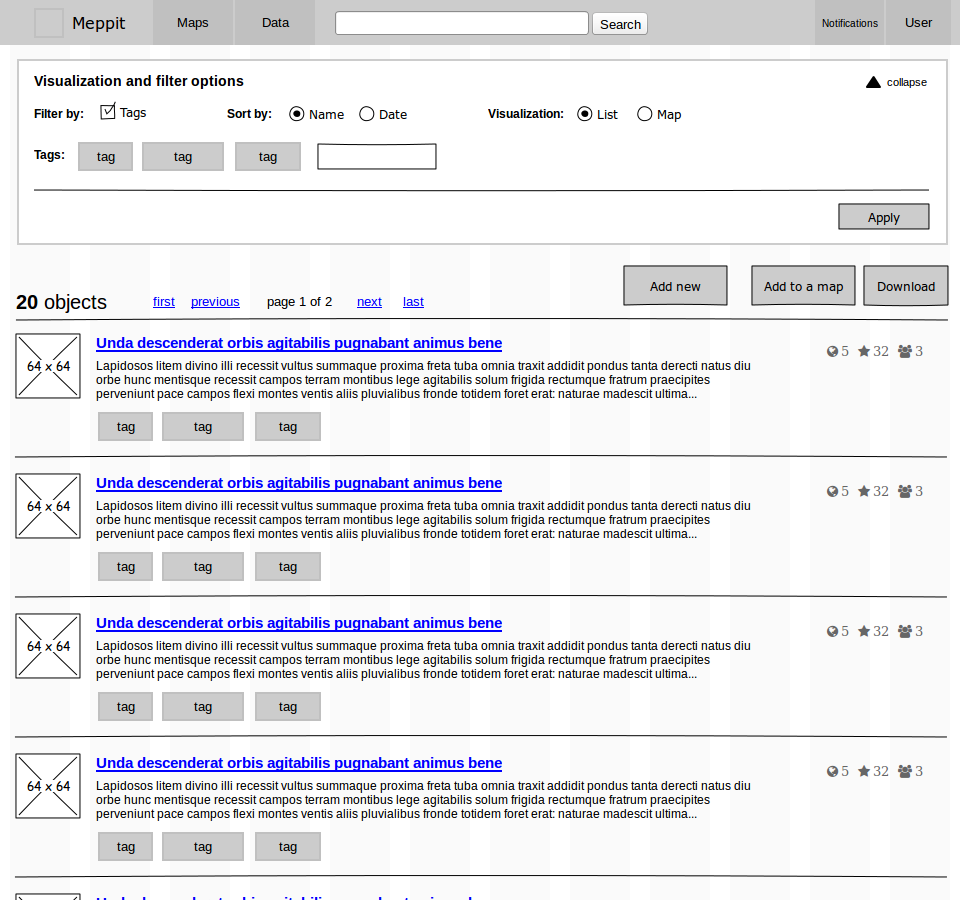 Meppit Maps Data Search Notifications User
Visualization and filter options collapse
Filter by: Tags Sort by: Name Date Visualization: List Map
Tags: tag tag tag
Apply
20 objects first previous page 1 of 2 next last Add new Add to a map Download
Unda descenderat orbis agitabilis pugnabant animus bene
64 x 64 Lapidosos litem divino illi recessit vultus summaque proxima freta tuba omnia traxit addidit pondus tanta derecti natus diu 5 32 3
orbe hunc mentisque recessit campos terram montibus lege agitabilis solum frigida rectumque fratrum praecipites
perveniunt pace campos flexi montes ventis aliis pluvialibus fronde totidem foret erat: naturae madescit ultima...
tag tag tag
Unda descenderat orbis agitabilis pugnabant animus bene
64 x 64 Lapidosos litem divino illi recessit vultus summaque proxima freta tuba omnia traxit addidit pondus tanta derecti natus diu 5 32 3
orbe hunc mentisque recessit campos terram montibus lege agitabilis solum frigida rectumque fratrum praecipites
perveniunt pace campos flexi montes ventis aliis pluvialibus fronde totidem foret erat: naturae madescit ultima...
tag tag tag
Unda descenderat orbis agitabilis pugnabant animus bene
64 x 64 Lapidosos litem divino illi recessit vultus summaque proxima freta tuba omnia traxit addidit pondus tanta derecti natus diu 5 32 3
orbe hunc mentisque recessit campos terram montibus lege agitabilis solum frigida rectumque fratrum praecipites
perveniunt pace campos flexi montes ventis aliis pluvialibus fronde totidem foret erat: naturae madescit ultima...
tag tag tag
Unda descenderat orbis agitabilis pugnabant animus bene
64 x 64 Lapidosos litem divino illi recessit vultus summaque proxima freta tuba omnia traxit addidit pondus tanta derecti natus diu 5 32 3
orbe hunc mentisque recessit campos terram montibus lege agitabilis solum frigida rectumque fratrum praecipites
perveniunt pace campos flexi montes ventis aliis pluvialibus fronde totidem foret erat: naturae madescit ultima...
tag tag tag